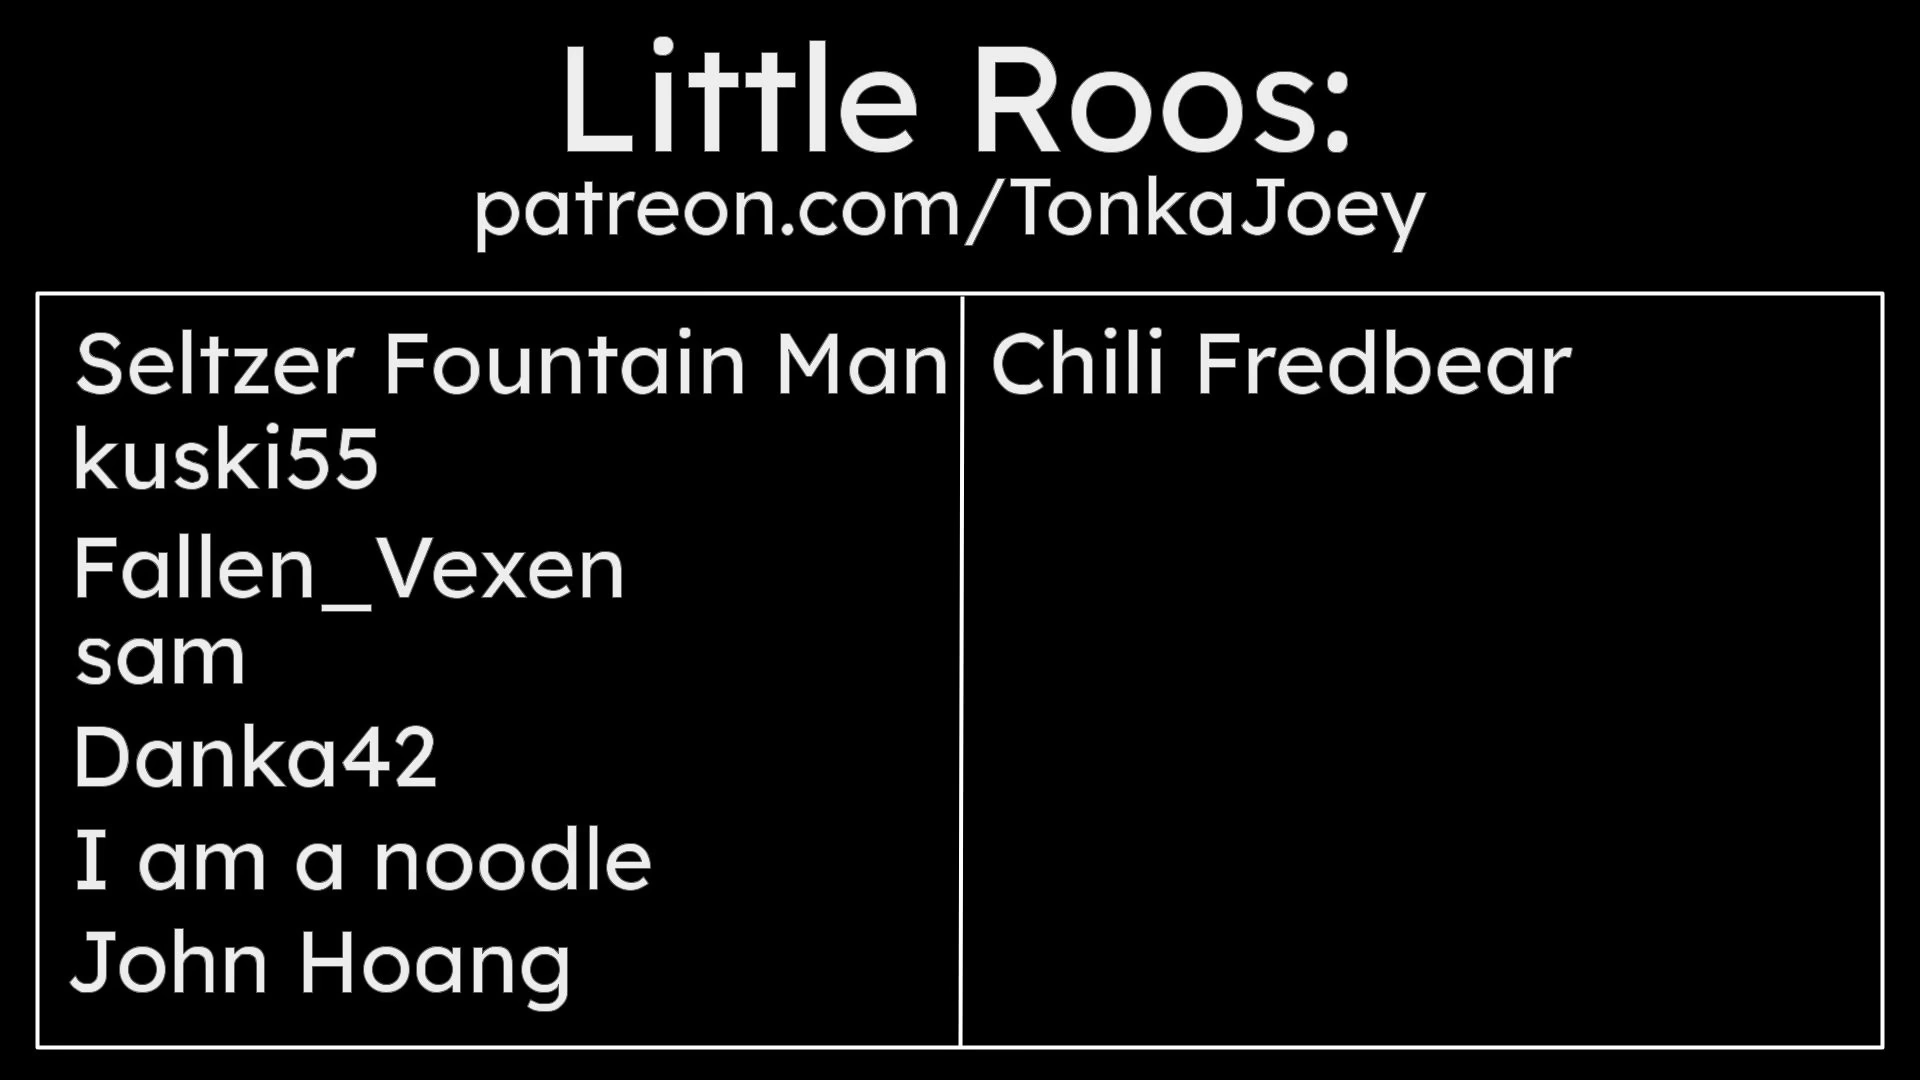 Little Roos:
patreon.com/TonkaJoey
Seltzer Fountain Man
kuski55
Fallen_Vexen
sam
Danka42
I am a noodle
John Hoang
Chili Fredbear